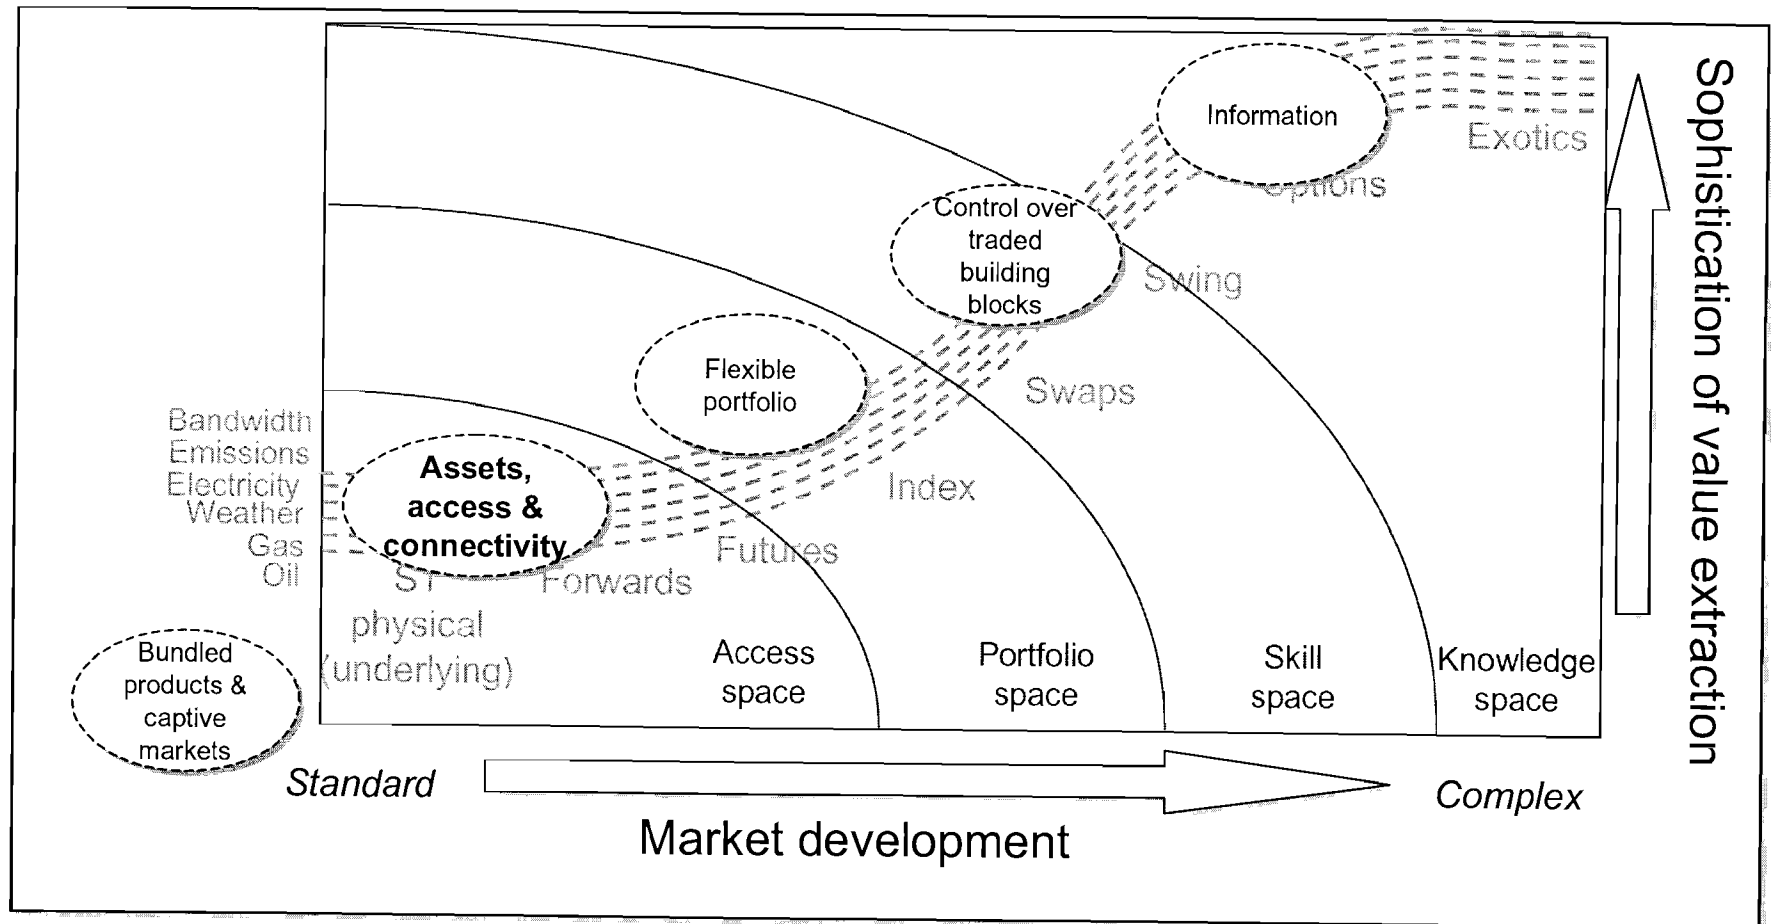 Information
Exotics
Options
Control over
traded
building
blocks
Swing
Flexible
portfolio
Swaps
Bandwidth
Emissions
Electricity
Weather
Gas
Oil
Assets,
access &
connectivity
Index
Futures
ST
Forwards
physical
(underlying)
Access
space
Portfolio
space
Skill
space
Knowledge
space
Bundled
products &
captive
markets
Standard
Complex
Market development
Sophistication of value extraction